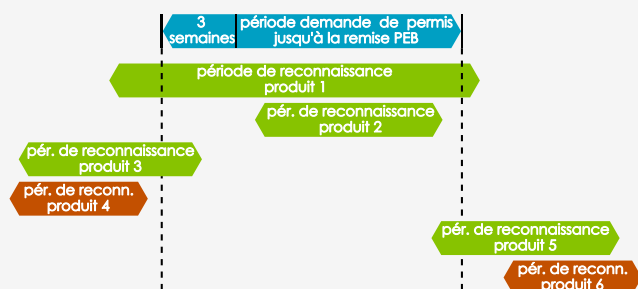 3 semaines
période demande de permis
jusqu'à la remise PEB
période de reconnaissance
produit 1
pér. de reconnaissance
produit 2
pér. de reconnaissance
produit 3
pér. de reconn.
produit 4
pér. de reconnaissance
produit 5
pér. de reconn.
produit 6